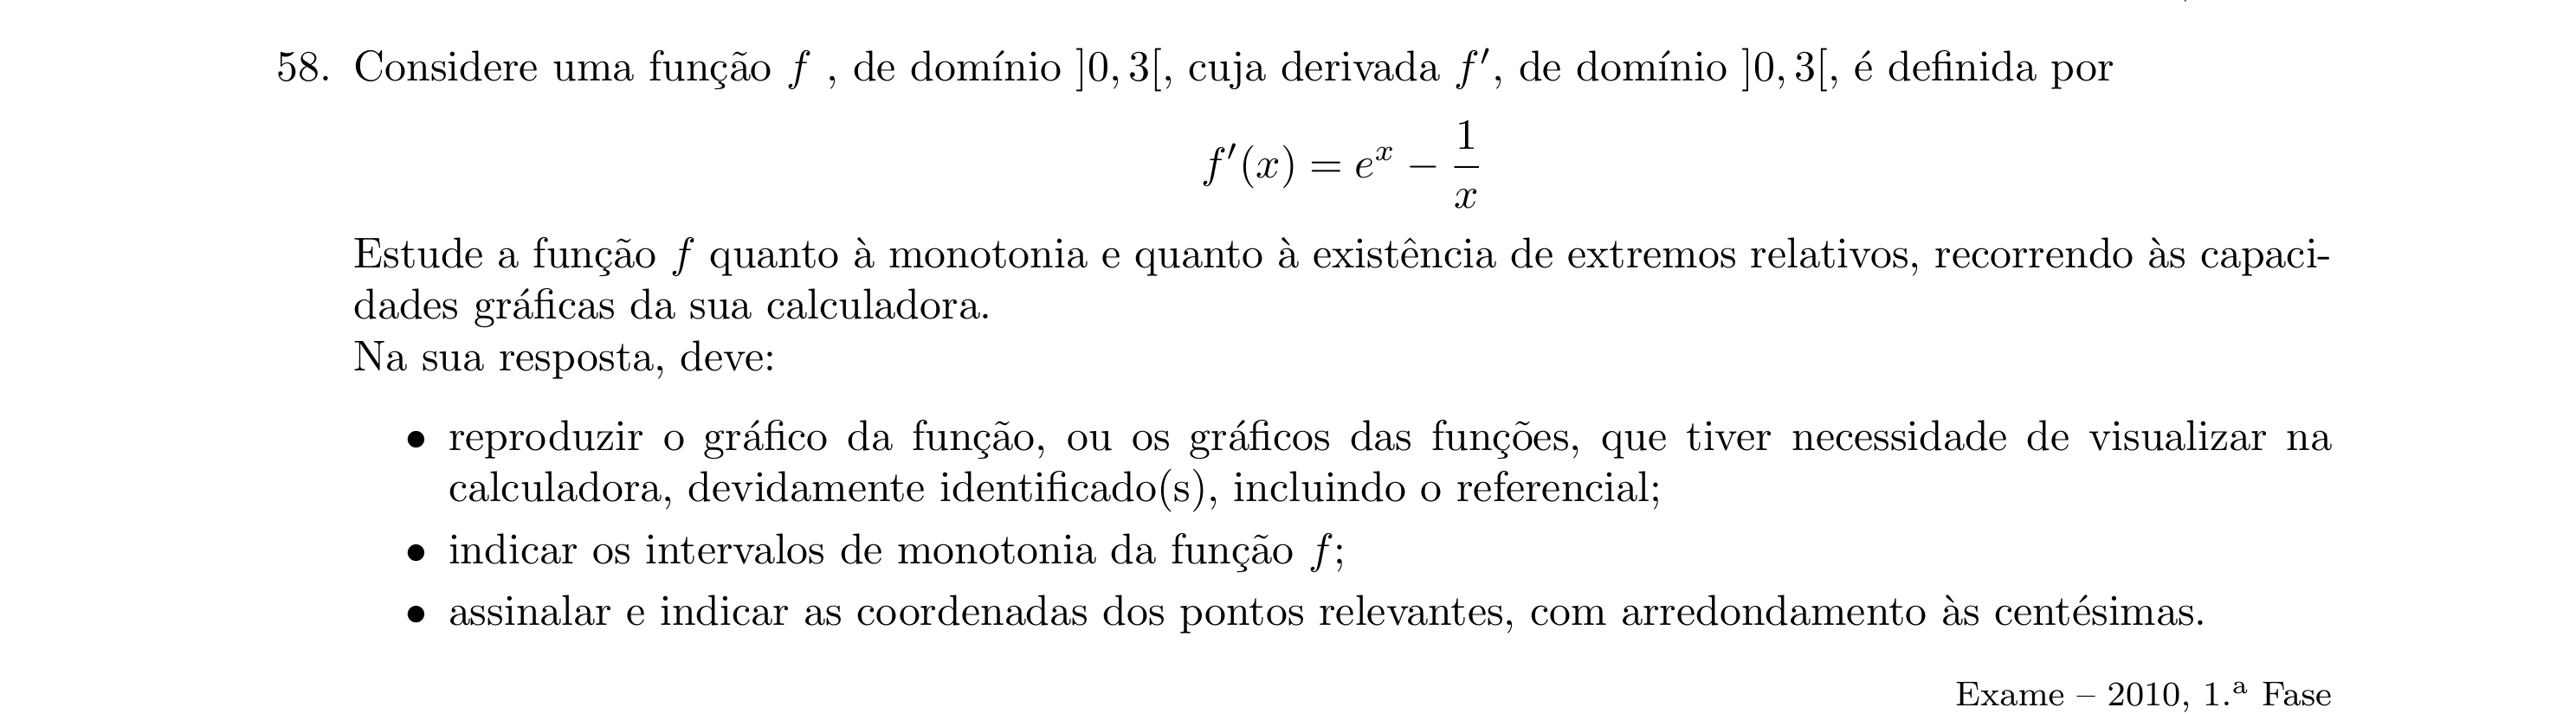 58. Considere uma função f , de domínio ]0, 3[, cuja derivada f′, de domínio ]0, 3[, é definida por
f′(x) = e^x − 1/x
Estude a função f quanto à monotonia e quanto à existência de extremos relativos, recorrendo às capaci-
dades gráficas da sua calculadora.
Na sua resposta, deve:
• reproduzir o gráfico da função, ou os gráficos das funções, que tiver necessidade de visualizar na
calculadora, devidamente identificado(s), incluindo o referencial;
• indicar os intervalos de monotonia da função f;
• assinalar e indicar as coordenadas dos pontos relevantes, com arredondamento às centésimas.
Exame – 2010, 1.ª Fase